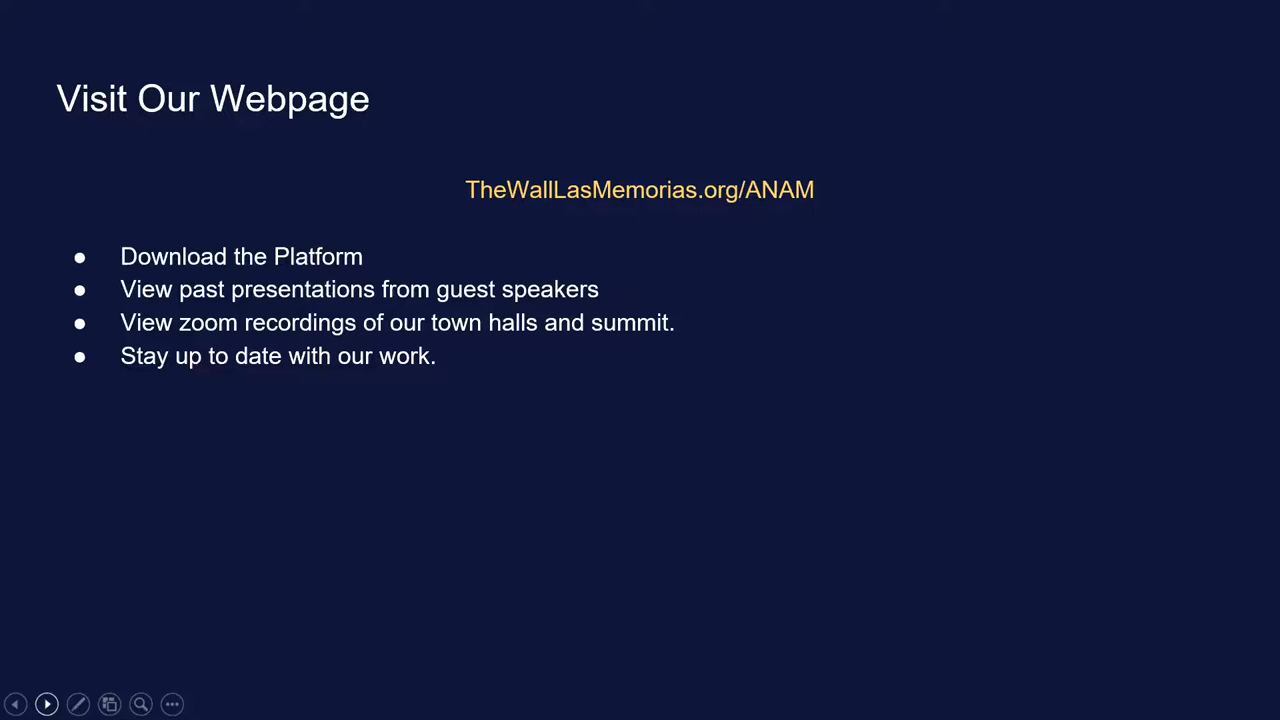 Visit Our Webpage
TheWallLasMemorias.org/ANAM
● Download the Platform
● View past presentations from guest speakers
● View zoom recordings of our town halls and summit.
● Stay up to date with our work.